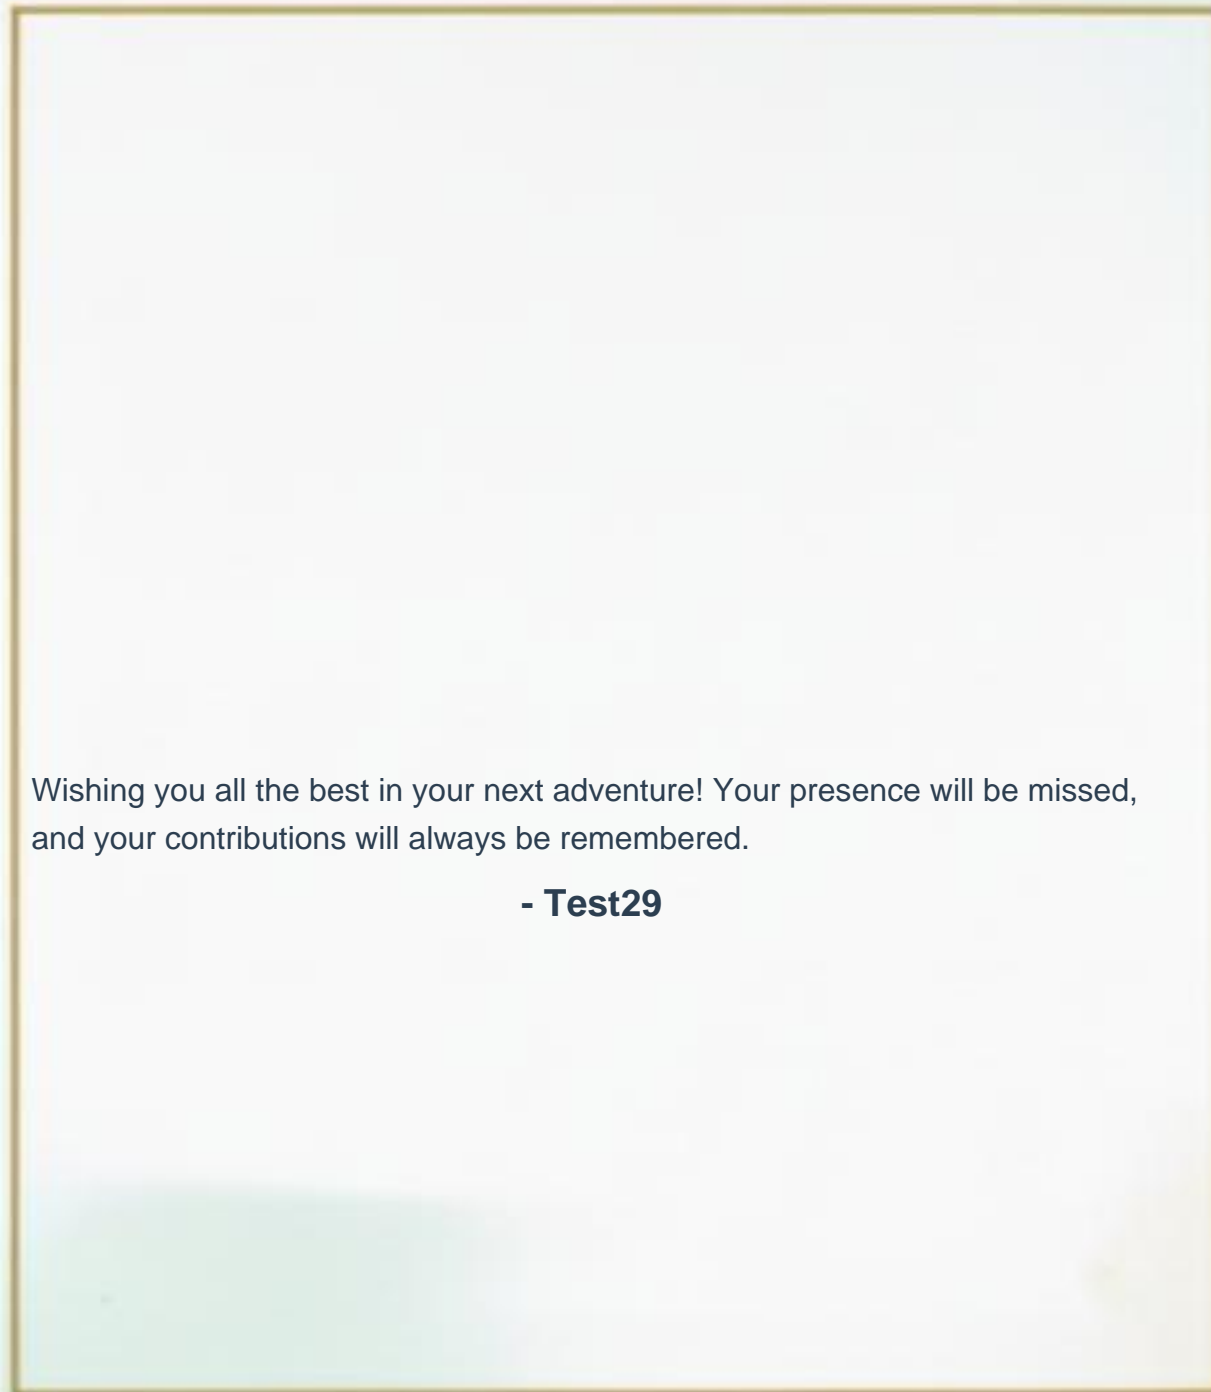 Wishing you all the best in your next adventure! Your presence will be missed,
and your contributions will always be remembered.
- Test29